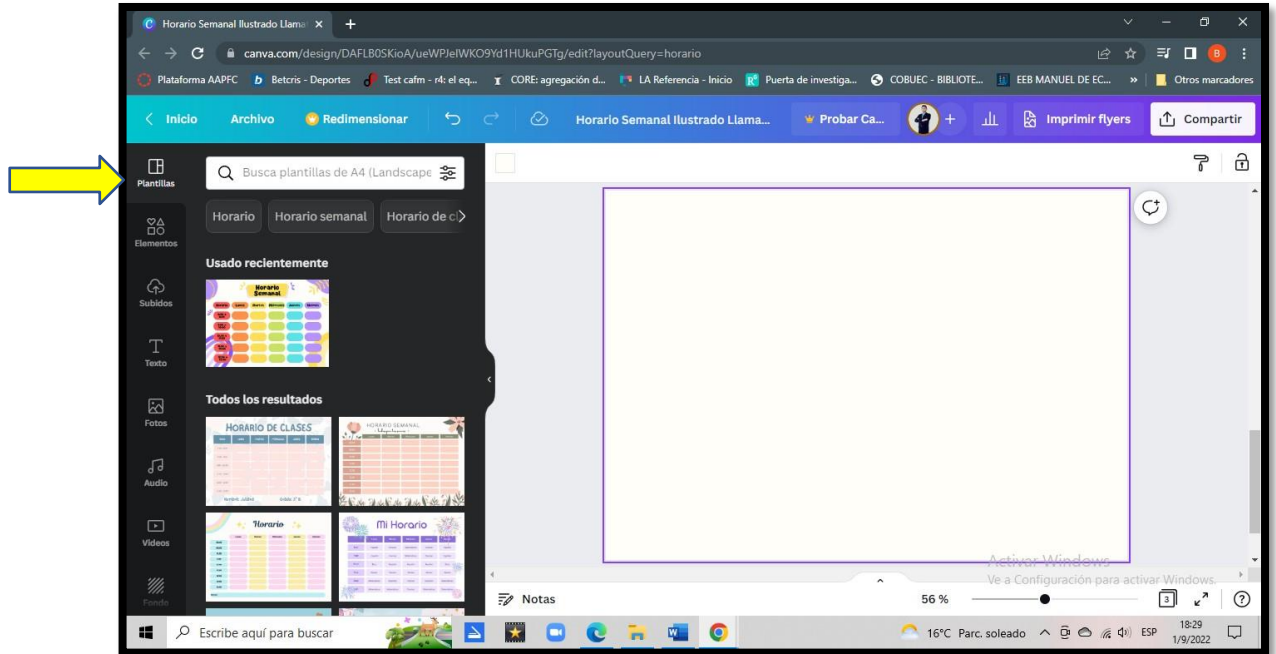 Horario Semanal Ilustrado Llama
canva.com/design/DAFLB0SKioA/ueWPJeIWKO9Yd1HUkuPGTg/edit?layoutQuery=horario
B
Plataforma AAPFC
Betcris - Deportes
Test cafm - r4: el eq...
CORE: agregación d...
LA Referencia - Inicio
Puerta de investiga...
COBUEC - BIBLIOTE...
EEB MANUEL DE EC...
»
Otros marcadores
Inicio
Archivo
Redimensionar
Horario Semanal Ilustrado Llama...
Probar Ca...
Imprimir flyers
Compartir
Plantillas
Elementos
Subidos
Texto
Fotos
Audio
Videos
Fondo
Busca plantillas de A4 (Landscape
Horario
Horario semanal
Horario de cl
Usado recientemente
Horario
Semanal
Todos los resultados
HORARIO DE CLASES
HORARIO SEMANAL
Horario
Mi Horario
Activar Windows
Ve a Configuración para activar Windows.
Notas
56 %
3
Escribe aquí para buscar
16°C Parc. soleado
ESP
18:29
1/9/2022